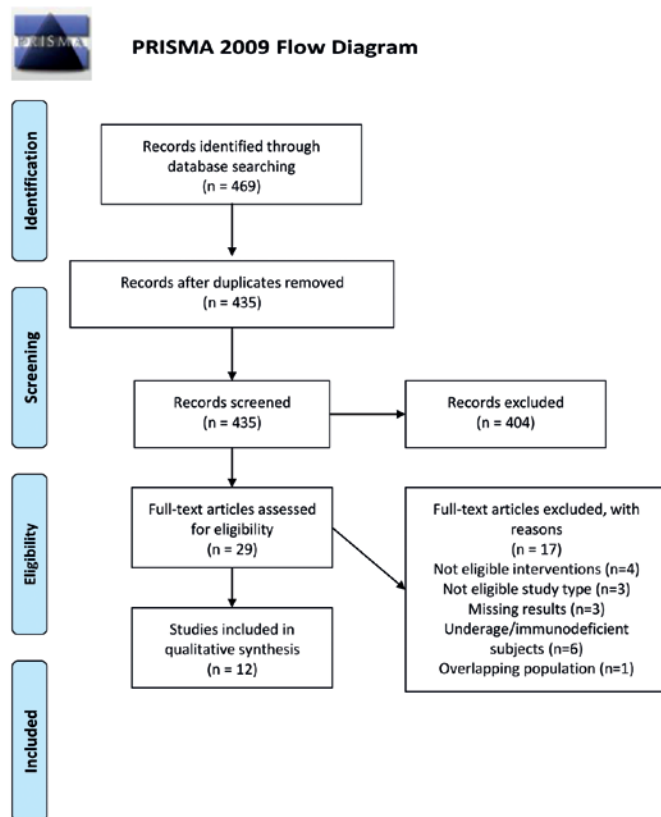 PRISMA
PRISMA 2009 Flow Diagram
Identification
Records identified through
database searching
(n = 469)
Records after duplicates removed
(n = 435)
Screening
Records screened
(n = 435)
Records excluded
(n = 404)
Eligibility
Full-text articles assessed
for eligibility
(n = 29)
Full-text articles excluded, with
reasons
(n = 17)
Not eligible interventions (n=4)
Not eligible study type (n=3)
Missing results (n=3)
Underage/immunodeficient
subjects (n=6)
Overlapping population (n=1)
Studies included in
qualitative synthesis
(n = 12)
Included